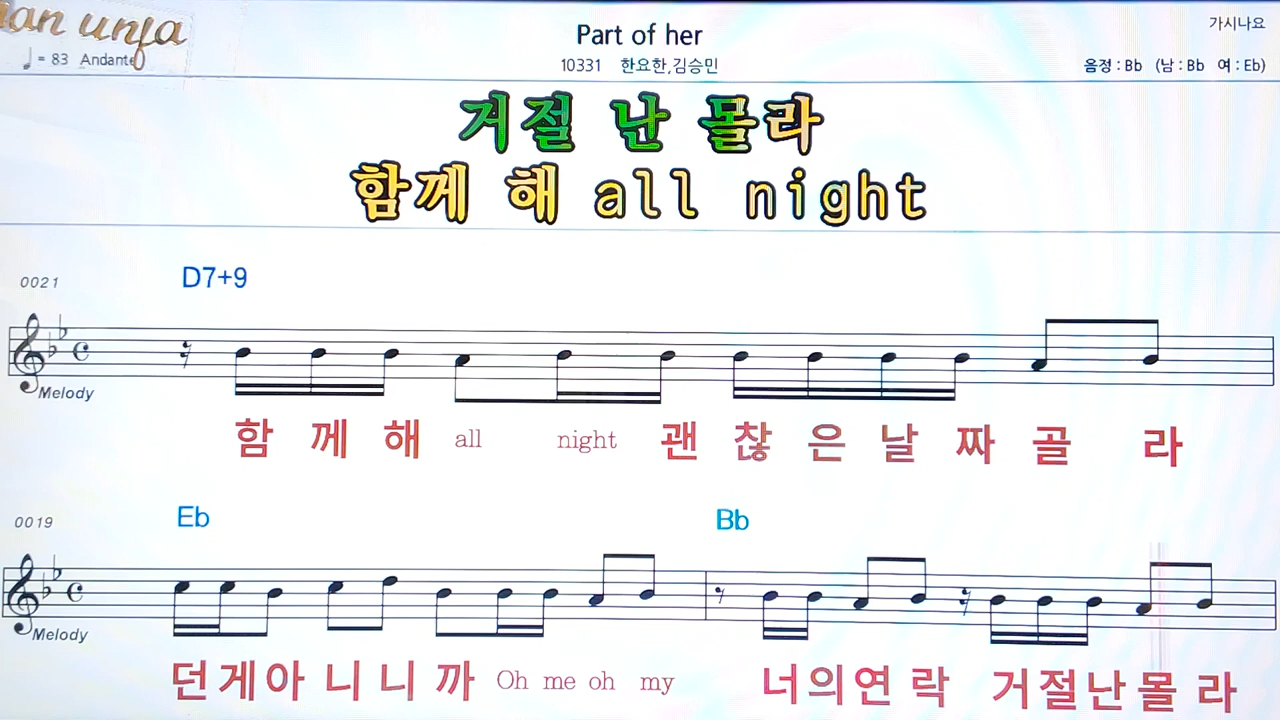 an unja
♩= 83 Andante
Part of her
가시나요
10331 한요한,김승민
음정 : Bb (남 : Bb 여 : Eb)
거절 난 몰라
함께 해 all night
0021 D7+9
Melody
함 께 해 all night 괜 찮 은 날 짜 골 라
0019 Eb Bb
Melody
던게아 니니 까 Oh me oh my 너의연 락 거절난몰 라